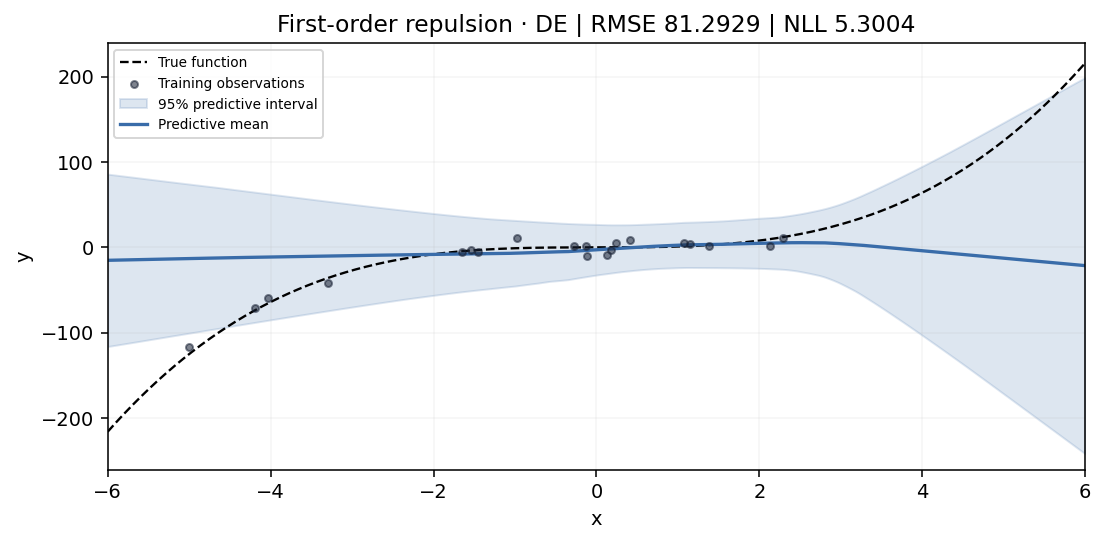 First-order repulsion · DE | RMSE 81.2929 | NLL 5.3004
True function
Training observations
95% predictive interval
Predictive mean
200
100
0
−100
−200
y
−6 −4 −2 0 2 4 6
x